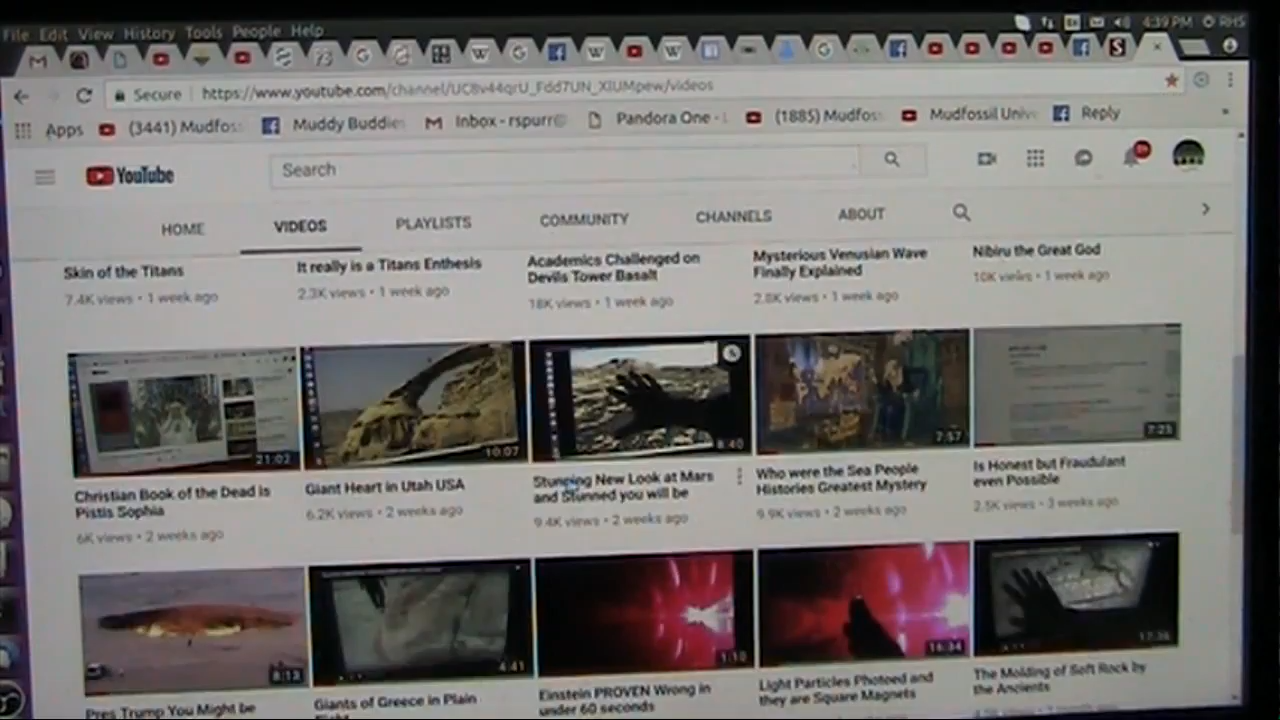 File Edit View History Tools People Help
4:39 PM RHS
Secure https://www.youtube.com/channel/UC8v44qrU_Fdd7UN_XIUMpew/videos
Apps (3441) Mudfoss Muddy Buddies Inbox - rspurr@ Pandora One - L (1885) Mudfos Mudfossil Univ Reply
YouTube Search
HOME VIDEOS PLAYLISTS COMMUNITY CHANNELS ABOUT
Skin of the Titans
7.4K views • 1 week ago
It really is a Titans Enthesis
2.3K views • 1 week ago
Academics Challenged on
Devils Tower Basalt
18K views • 1 week ago
Mysterious Venusian Wave
Finally Explained
2.8K views • 1 week ago
Nibiru the Great God
10K views • 1 week ago
21:02
Christian Book of the Dead is
Pistis Sophia
6K views • 2 weeks ago
10:07
Giant Heart in Utah USA
6.2K views • 2 weeks ago
8:40
Stunning New Look at Mars
and Stunned you will be
9.4K views • 2 weeks ago
7:57
Who were the Sea People
Histories Greatest Mystery
9.9K views • 2 weeks ago
7:23
Is Honest but Fraudulant
even Possible
2.5K views • 3 weeks ago
8:13
Pres Trump You Might be
4:41
Giants of Greece in Plain
1:10
Einstein PROVEN Wrong in
under 60 seconds
16:34
Light Particles Photoed and
they are Square Magnets
17:36
The Molding of Soft Rock by
the Ancients